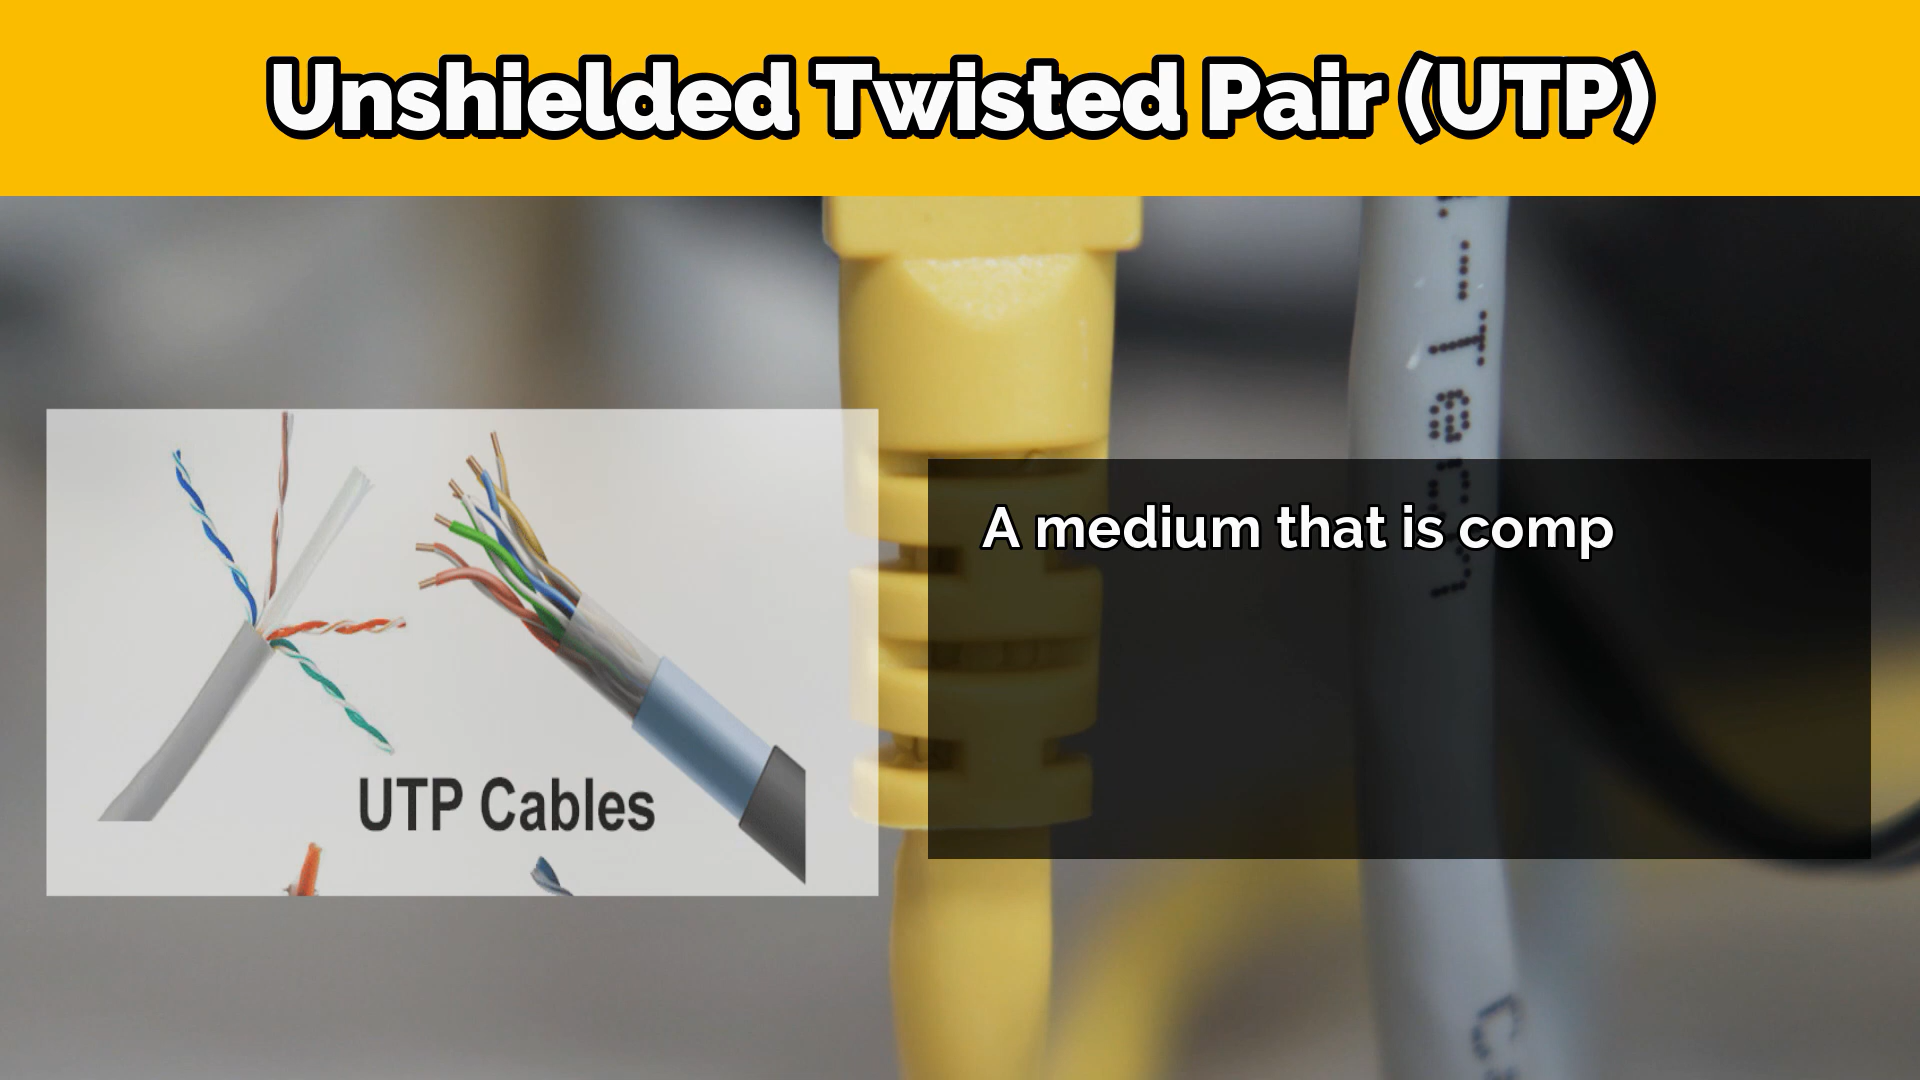 Unshielded Twisted Pair (UTP)
UTP Cables
A medium that is comp